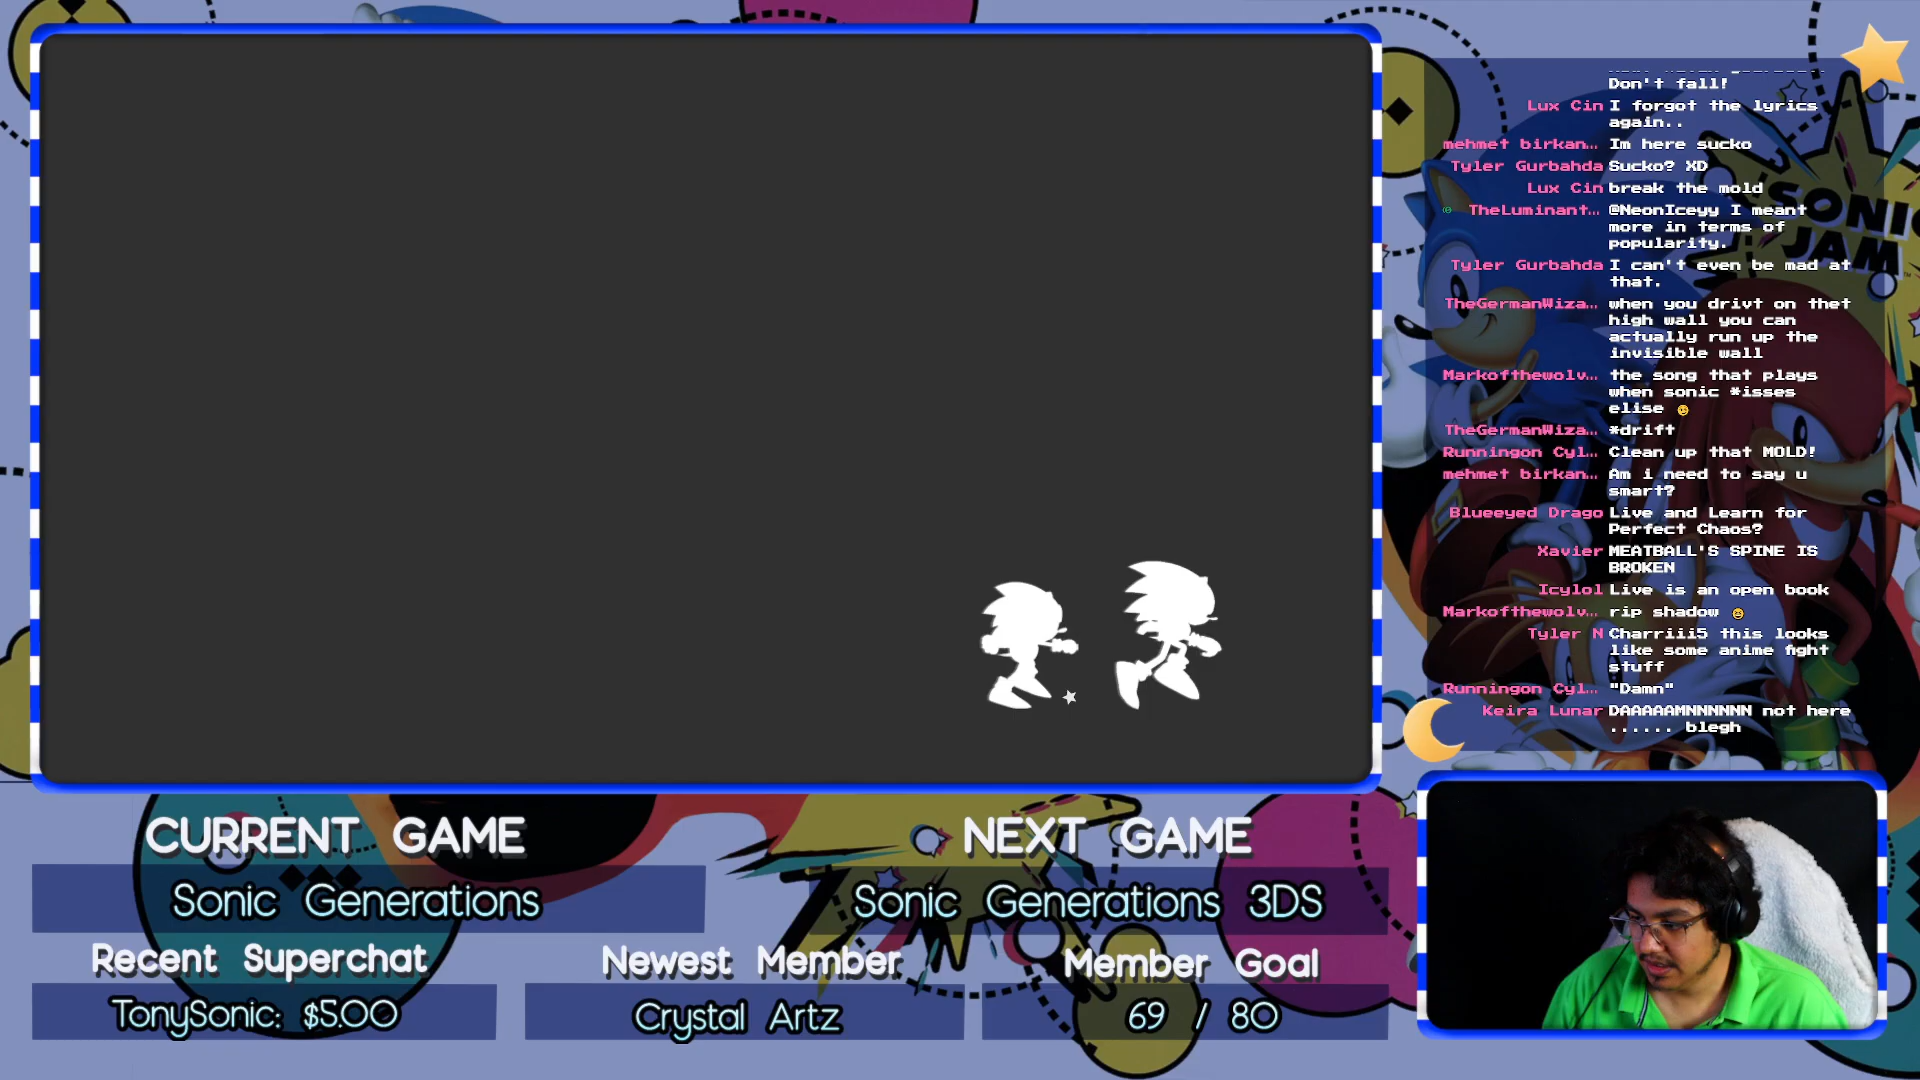 Don't fall!
Lux Cin I forgot the lyrics
again..
mehmet birkan… Im here sucko
Tyler Gurbahda Sucko? XD
Lux Cin break the mold
TheLuminant… @NeonIceyy I meant
more in terms of
popularity.
Tyler Gurbahda I can't even be mad at
that.
TheGermanWiza… when you drivt on thet
high wall you can
actually run up the
invisible wall
Markofthewolv… the song that plays
when sonic *isses
elise
TheGermanWiza… *drift
Runningon Cyl… Clean up that MOLD!
mehmet birkan… Am i need to say u
smart?
Blueeyed Drago Live and Learn for
Perfect Chaos?
Xavier MEATBALL'S SPINE IS
BROKEN
Icylol Live is an open book
Markofthewolv… rip shadow
Tyler N Charriii5 this looks
like some anime fight
stuff
Runningon Cyl… "Damn"
Keira Lunar DAAAAAMNNNNNN not here
...... blegh
SONIC
JAM
CURRENT GAME
Sonic Generations
NEXT GAME
Sonic Generations 3DS
Recent Superchat
TonySonic: $5.00
Newest Member
Crystal Artz
Member Goal
69 / 80